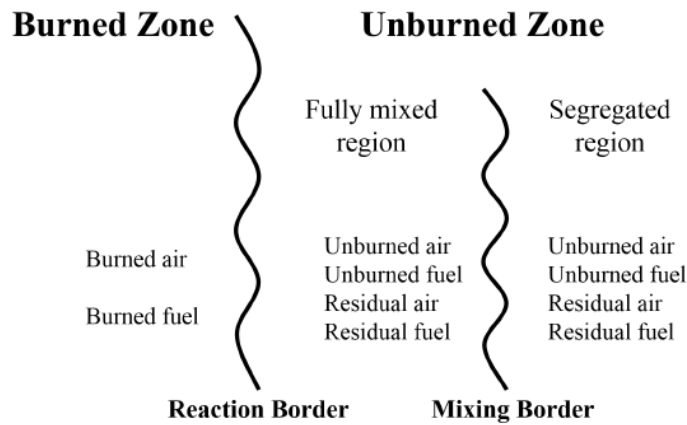 Burned Zone
Unburned Zone
Fully mixed
region
Segregated
region
Burned air
Burned fuel
Unburned air
Unburned fuel
Residual air
Residual fuel
Unburned air
Unburned fuel
Residual air
Residual fuel
Reaction Border
Mixing Border